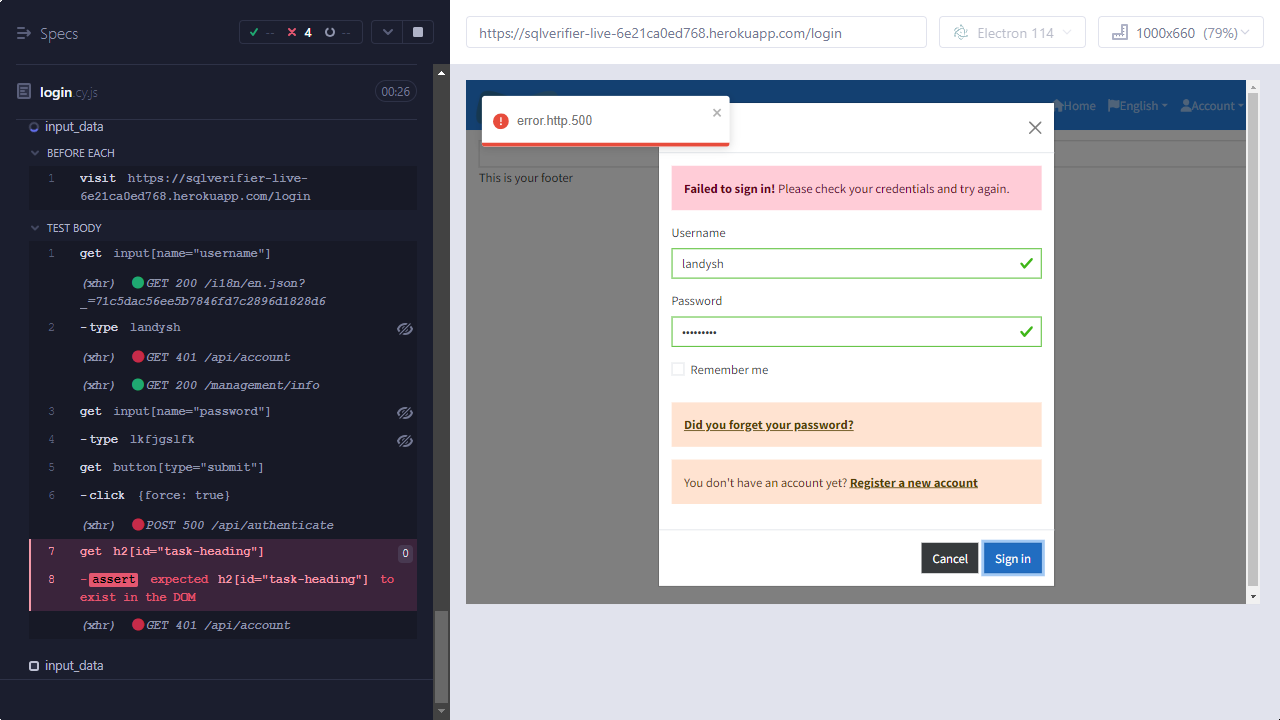 Specs
--
4
--
login.cy.js
00:26
input_data
BEFORE EACH
1 visit https://sqlverifier-live-
6e21ca0ed768.herokuapp.com/login
TEST BODY
1 get input[name="username"]
(xhr) GET 200 /i18n/en.json?
_=71c5dac56ee5b7846fd7c2896d1828d6
2 -type landysh
(xhr) GET 401 /api/account
(xhr) GET 200 /management/info
3 get input[name="password"]
4 -type lkfjgslfk
5 get button[type="submit"]
6 -click {force: true}
(xhr) POST 500 /api/authenticate
7 get h2[id="task-heading"] 0
8 -assert expected h2[id="task-heading"] to
exist in the DOM
(xhr) GET 401 /api/account
input_data
https://sqlverifier-live-6e21ca0ed768.herokuapp.com/login
Electron 114
1000x660 (79%)
Home
English
Account
error.http.500
This is your footer
Failed to sign in! Please check your credentials and try again.
Username
landysh
Password
•••••••••
Remember me
Did you forget your password?
You don't have an account yet? Register a new account
Cancel
Sign in